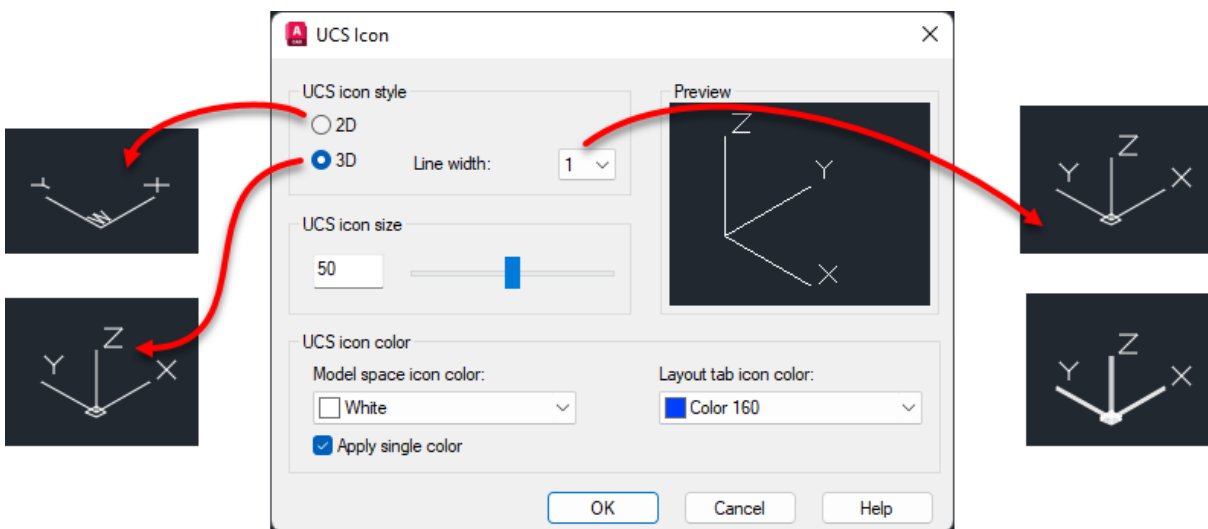 A
CAD
UCS Icon
UCS icon style
2D
3D
Line width:
1
Preview
Z
Y
X
UCS icon size
50
UCS icon color
Model space icon color:
White
Apply single color
Layout tab icon color:
Color 160
OK
Cancel
Help
Y
X
W
Z
Y
X
Z
Y
X
Z
Y
X